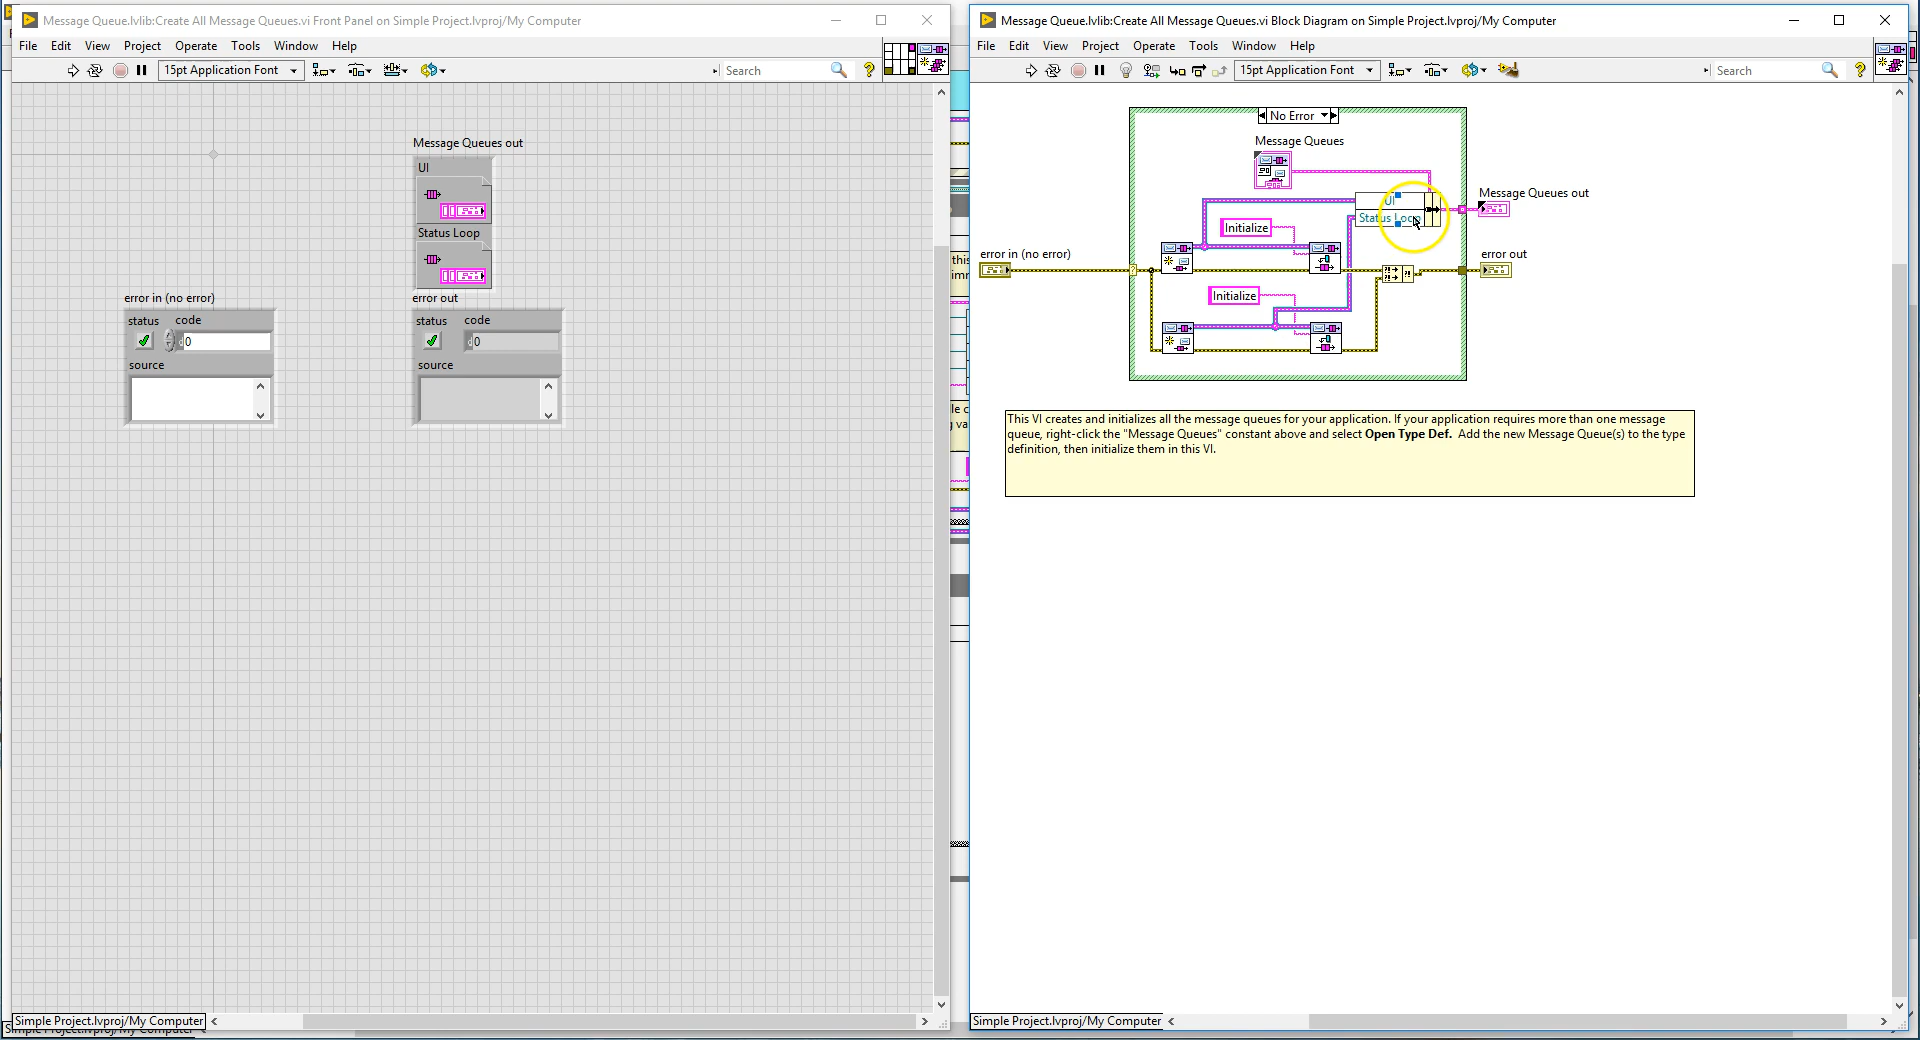 Message Queue.lvlib:Create All Message Queues.vi Front Panel on Simple Project.lvproj/My Computer
File Edit View Project Operate Tools Window Help
15pt Application Font
Search
Message Queues out
UI
Status Loop
error in (no error)
status code
0
source
error out
status code
0
source
Simple Project.lvproj/My Computer
Message Queue.lvlib:Create All Message Queues.vi Block Diagram on Simple Project.lvproj/My Computer
File Edit View Project Operate Tools Window Help
15pt Application Font
Search
No Error
Message Queues
UI
Status Loop
Message Queues out
Initialize
error in (no error)
error out
Initialize
This VI creates and initializes all the message queues for your application. If your application requires more than one message
queue, right-click the "Message Queues" constant above and select Open Type Def. Add the new Message Queue(s) to the type
definition, then initialize them in this VI.
Simple Project.lvproj/My Computer